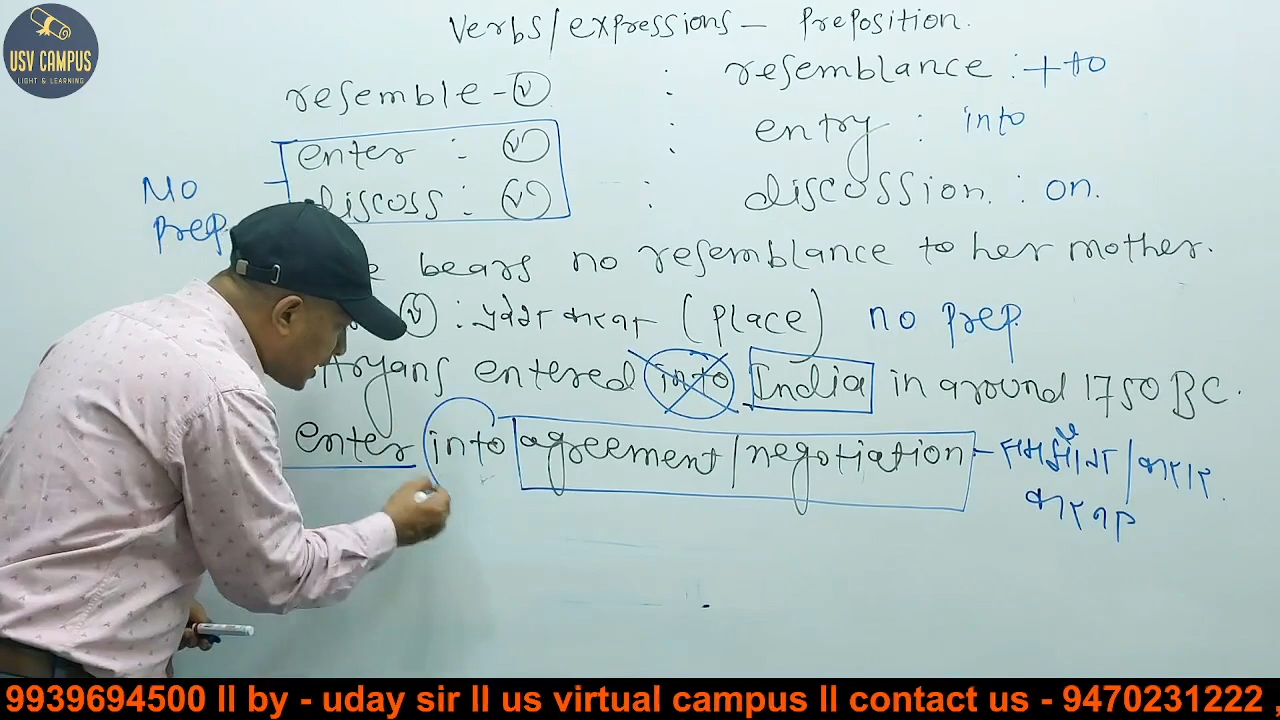 USV CAMPUS
LIGHT & LEARNING
Verbs/expressions - Preposition.
resemble - v : resemblance : + to
enter : v : entry : into
discuss : v : discussion : on.
No
prep.
bears no resemblance to her mother.
v : प्रवेश करना (place) no prep.
Aryans entered into India in around 1750 BC.
enter into agreement/negotiation - समझौता/करार
करना
9939694500 ll by - uday sir ll us virtual campus ll contact us - 9470231222 ,